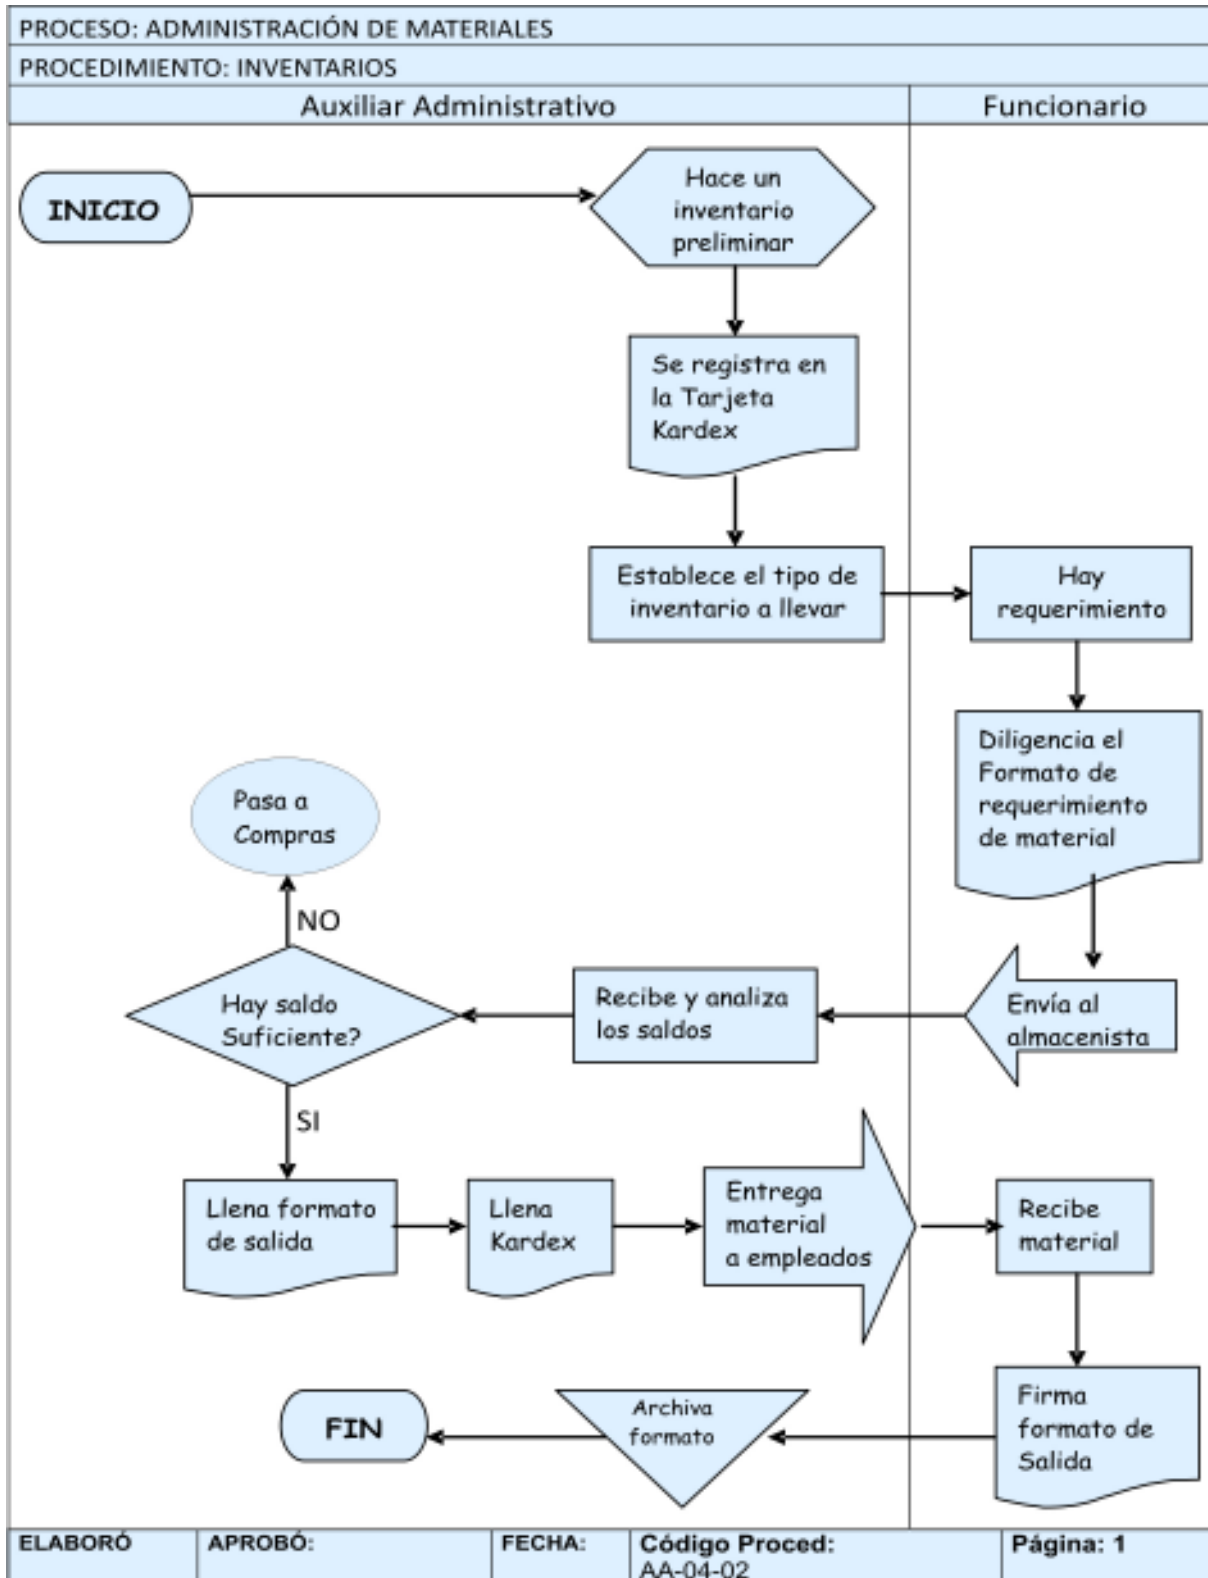 PROCESO: ADMINISTRACIÓN DE MATERIALES
PROCEDIMIENTO: INVENTARIOS
Auxiliar Administrativo
Funcionario
INICIO
Hace un
inventario
preliminar
Se registra en
la Tarjeta
Kardex
Establece el tipo de
inventario a llevar
Hay
requerimiento
Diligencia el
Formato de
requerimiento
de material
Envía al
almacenista
Recibe y analiza
los saldos
Hay saldo
Suficiente?
NO
Pasa a
Compras
SI
Llena formato
de salida
Llena
Kardex
Entrega
material
a empleados
Recibe
material
Firma
formato de
Salida
Archiva
formato
FIN
ELABORÓ
APROBÓ:
FECHA:
Código Proced:
AA-04-02
Página: 1